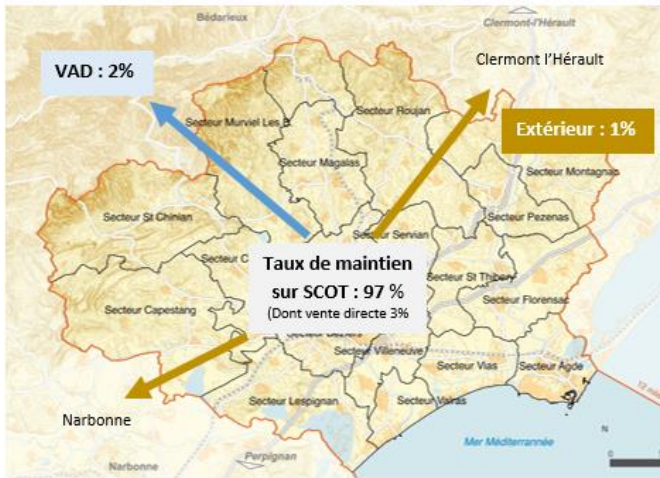 Bédarieux
Clermont-l'Hérault
VAD : 2%
Clermont l'Hérault
Secteur Roujan
Extérieur : 1%
Secteur Murviel Les B.
Secteur Magalas
Secteur Montagnac
Secteur St Chinian
Secteur Pezenas
Secteur Servian
Taux de maintien
sur SCOT : 97 %
(Dont vente directe 3%
Secteur C
Secteur St Thibery
Secteur Capestang
Secteur Florensac
Secteur Villeneuve
Secteur Vias
Secteur Agde
Secteur Lespignan
Secteur Valras
Narbonne
Mer Méditerrannée
N
Narbonne
Perpignan